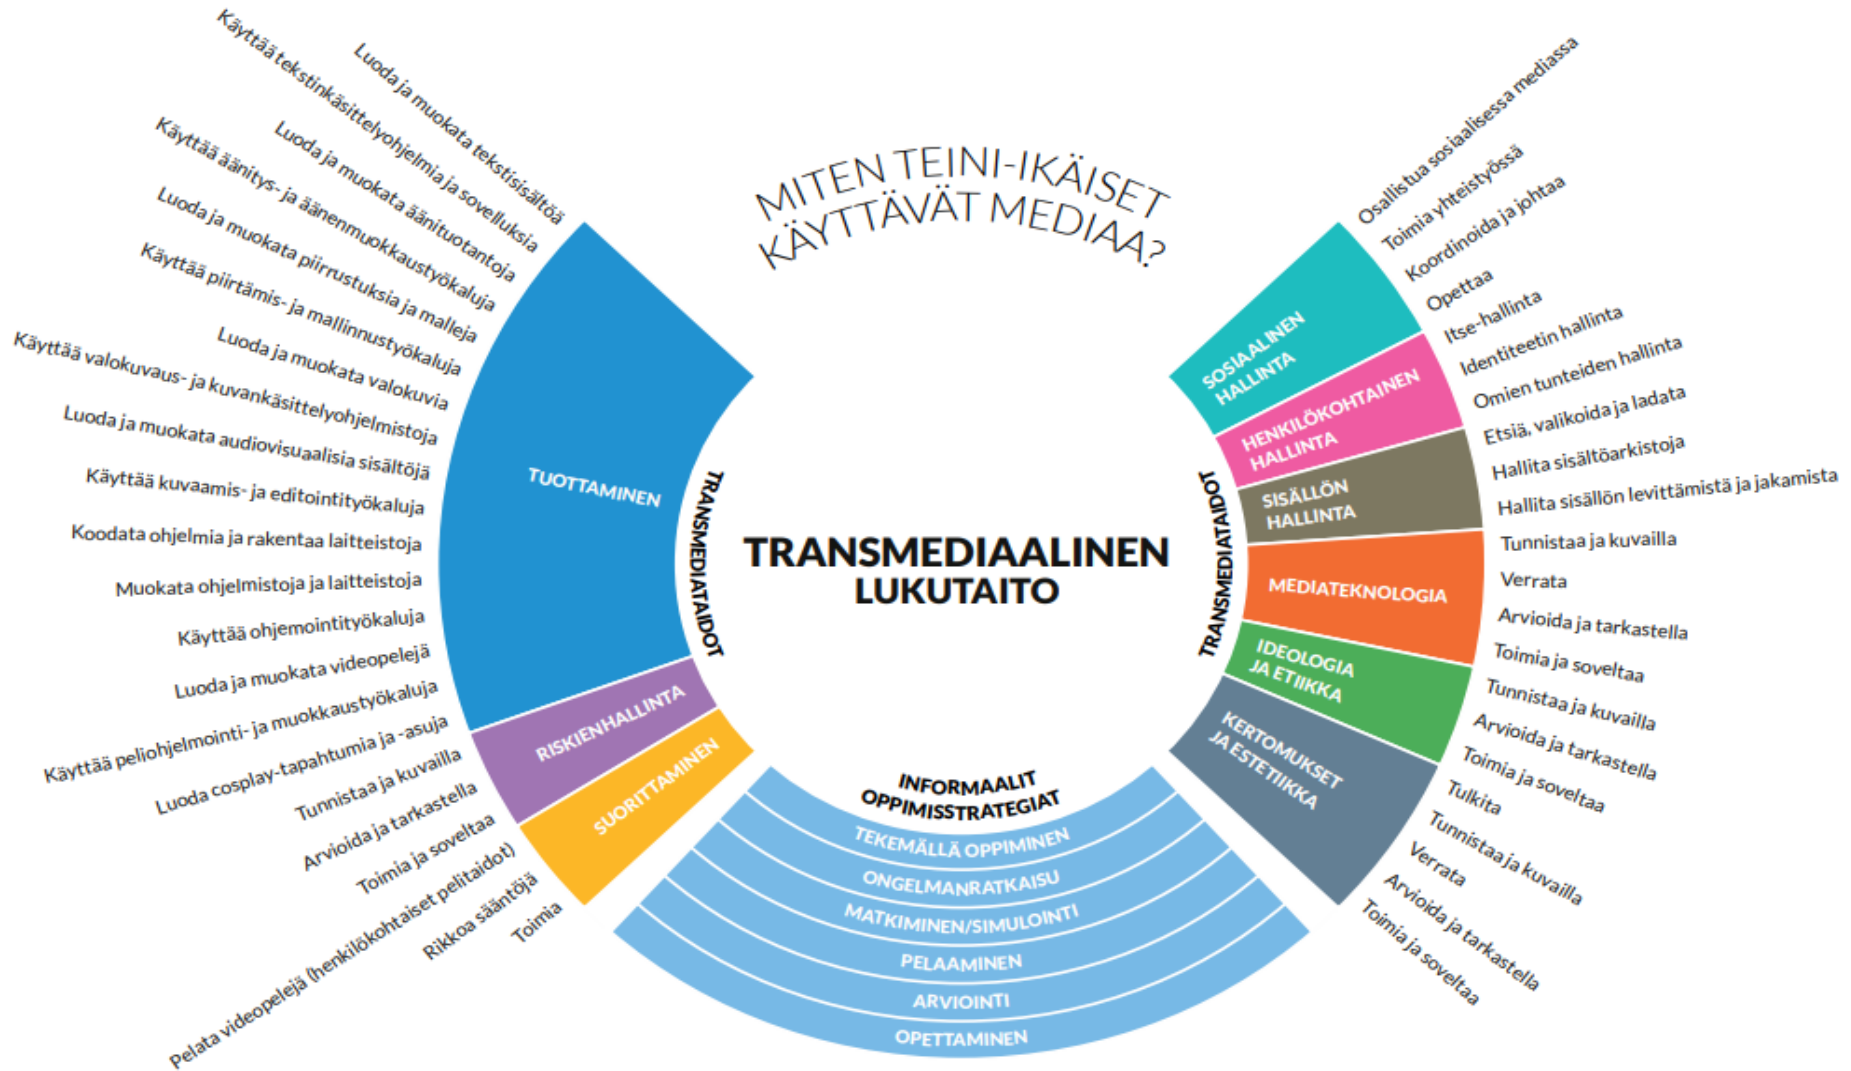 MITEN TEINI-IKÄISET
KÄYTTÄVÄT MEDIAA?
TRANSMEDIAALINEN
LUKUTAITO
TRANSMEDIATAIDOT
TUOTTAMINEN
Luoda ja muokata tekstisisältöä
Käyttää tekstinkäsittelyohjelmia ja sovelluksia
Luoda ja muokata äänituotantoja
Käyttää äänitys- ja äänenmuokkaustyökaluja
Luoda ja muokata piirrustuksia ja malleja
Käyttää piirtämis- ja mallinnustyökaluja
Luoda ja muokata valokuvia
Käyttää valokuvaus- ja kuvankäsittelyohjelmistoja
Luoda ja muokata audiovisuaalisia sisältöjä
Käyttää kuvaamis- ja editointityökaluja
Koodata ohjelmia ja rakentaa laitteistoja
Muokata ohjelmistoja ja laitteistoja
Käyttää ohjemointityökaluja
Luoda ja muokata videopelejä
Käyttää peliohjelmointi- ja muokkaustyökaluja
Luoda cosplay-tapahtumia ja -asuja
RISKIENHALLINTA
Tunnistaa ja kuvailla
Arvioida ja tarkastella
Toimia ja soveltaa
SUORITTAMINEN
Pelata videopelejä (henkilökohtaiset pelitaidot)
Rikkoa sääntöjä
Toimia
TRANSMEDIATAIDOT
SOSIAALINEN
HALLINTA
Osallistua sosiaalisessa mediassa
Toimia yhteistyössä
Koordinoida ja johtaa
Opettaa
HENKILÖKOHTAINEN
HALLINTA
Itse-hallinta
Identiteetin hallinta
Omien tunteiden hallinta
SISÄLLÖN
HALLINTA
Etsiä, valikoida ja ladata
Hallita sisältöarkistoja
Hallita sisällön levittämistä ja jakamista
MEDIATEKNOLOGIA
Tunnistaa ja kuvailla
Verrata
Arvioida ja tarkastella
Toimia ja soveltaa
IDEOLOGIA
JA ETIIKKA
Tunnistaa ja kuvailla
Arvioida ja tarkastella
Toimia ja soveltaa
KERTOMUKSET
JA ESTETIIKKA
Tulkita
Tunnistaa ja kuvailla
Verrata
Arvioida ja tarkastella
Toimia ja soveltaa
INFORMAALIT
OPPIMISSTRATEGIAT
TEKEMÄLLÄ OPPIMINEN
ONGELMANRATKAISU
MATKIMINEN/SIMULOINTI
PELAAMINEN
ARVIOINTI
OPETTAMINEN